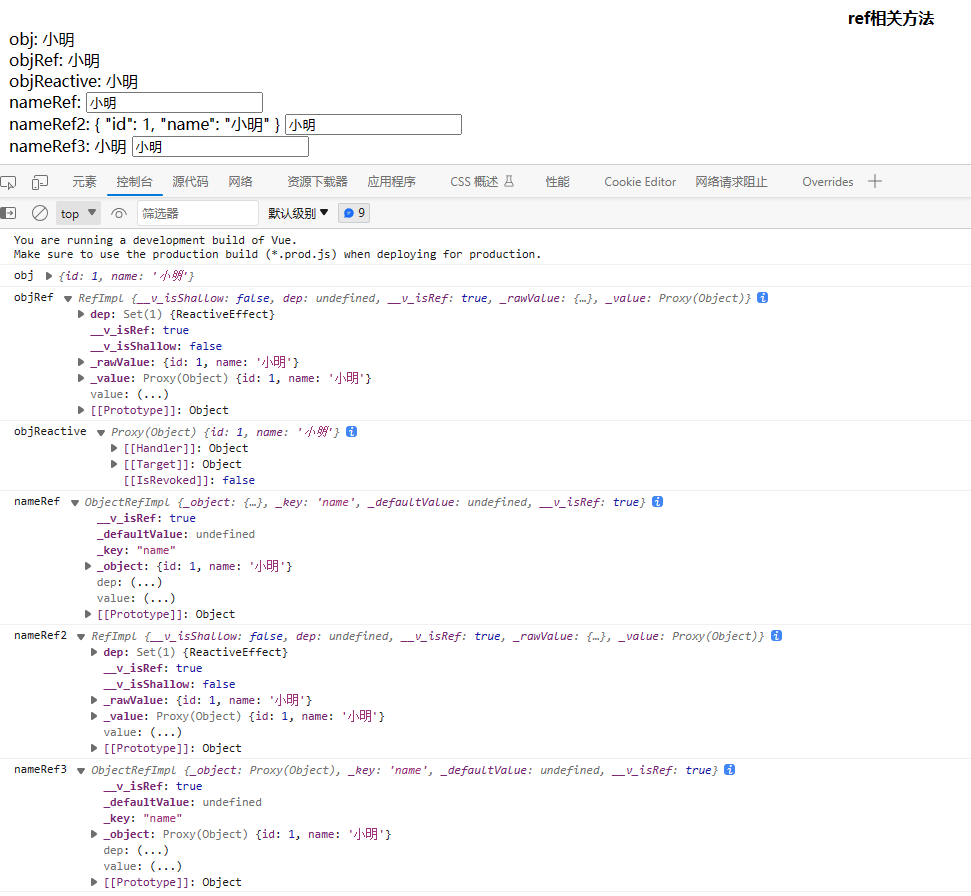 ref相关方法
obj: 小明
objRef: 小明
objReactive: 小明
nameRef: 小明
nameRef2: { "id": 1, "name": "小明" } 小明
nameRef3: 小明 小明
元素 控制台 源代码 网络 资源下载器 应用程序 CSS 概述 性能 Cookie Editor 网络请求阻止 Overrides
top 筛选器 默认级别 9
You are running a development build of Vue.
Make sure to use the production build (*.prod.js) when deploying for production.
obj {id: 1, name: '小明'}
objRef RefImpl {__v_isShallow: false, dep: undefined, __v_isRef: true, _rawValue: {…}, _value: Proxy(Object)}
dep: Set(1) {ReactiveEffect}
__v_isRef: true
__v_isShallow: false
_rawValue: {id: 1, name: '小明'}
_value: Proxy(Object) {id: 1, name: '小明'}
value: (...)
[[Prototype]]: Object
objReactive Proxy(Object) {id: 1, name: '小明'}
[[Handler]]: Object
[[Target]]: Object
[[IsRevoked]]: false
nameRef ObjectRefImpl {_object: {…}, _key: 'name', _defaultValue: undefined, __v_isRef: true}
__v_isRef: true
_defaultValue: undefined
_key: "name"
_object: {id: 1, name: '小明'}
dep: (...)
value: (...)
[[Prototype]]: Object
nameRef2 RefImpl {__v_isShallow: false, dep: undefined, __v_isRef: true, _rawValue: {…}, _value: Proxy(Object)}
dep: Set(1) {ReactiveEffect}
__v_isRef: true
__v_isShallow: false
_rawValue: {id: 1, name: '小明'}
_value: Proxy(Object) {id: 1, name: '小明'}
value: (...)
[[Prototype]]: Object
nameRef3 ObjectRefImpl {_object: Proxy(Object), _key: 'name', _defaultValue: undefined, __v_isRef: true}
__v_isRef: true
_defaultValue: undefined
_key: "name"
_object: Proxy(Object) {id: 1, name: '小明'}
dep: (...)
value: (...)
[[Prototype]]: Object